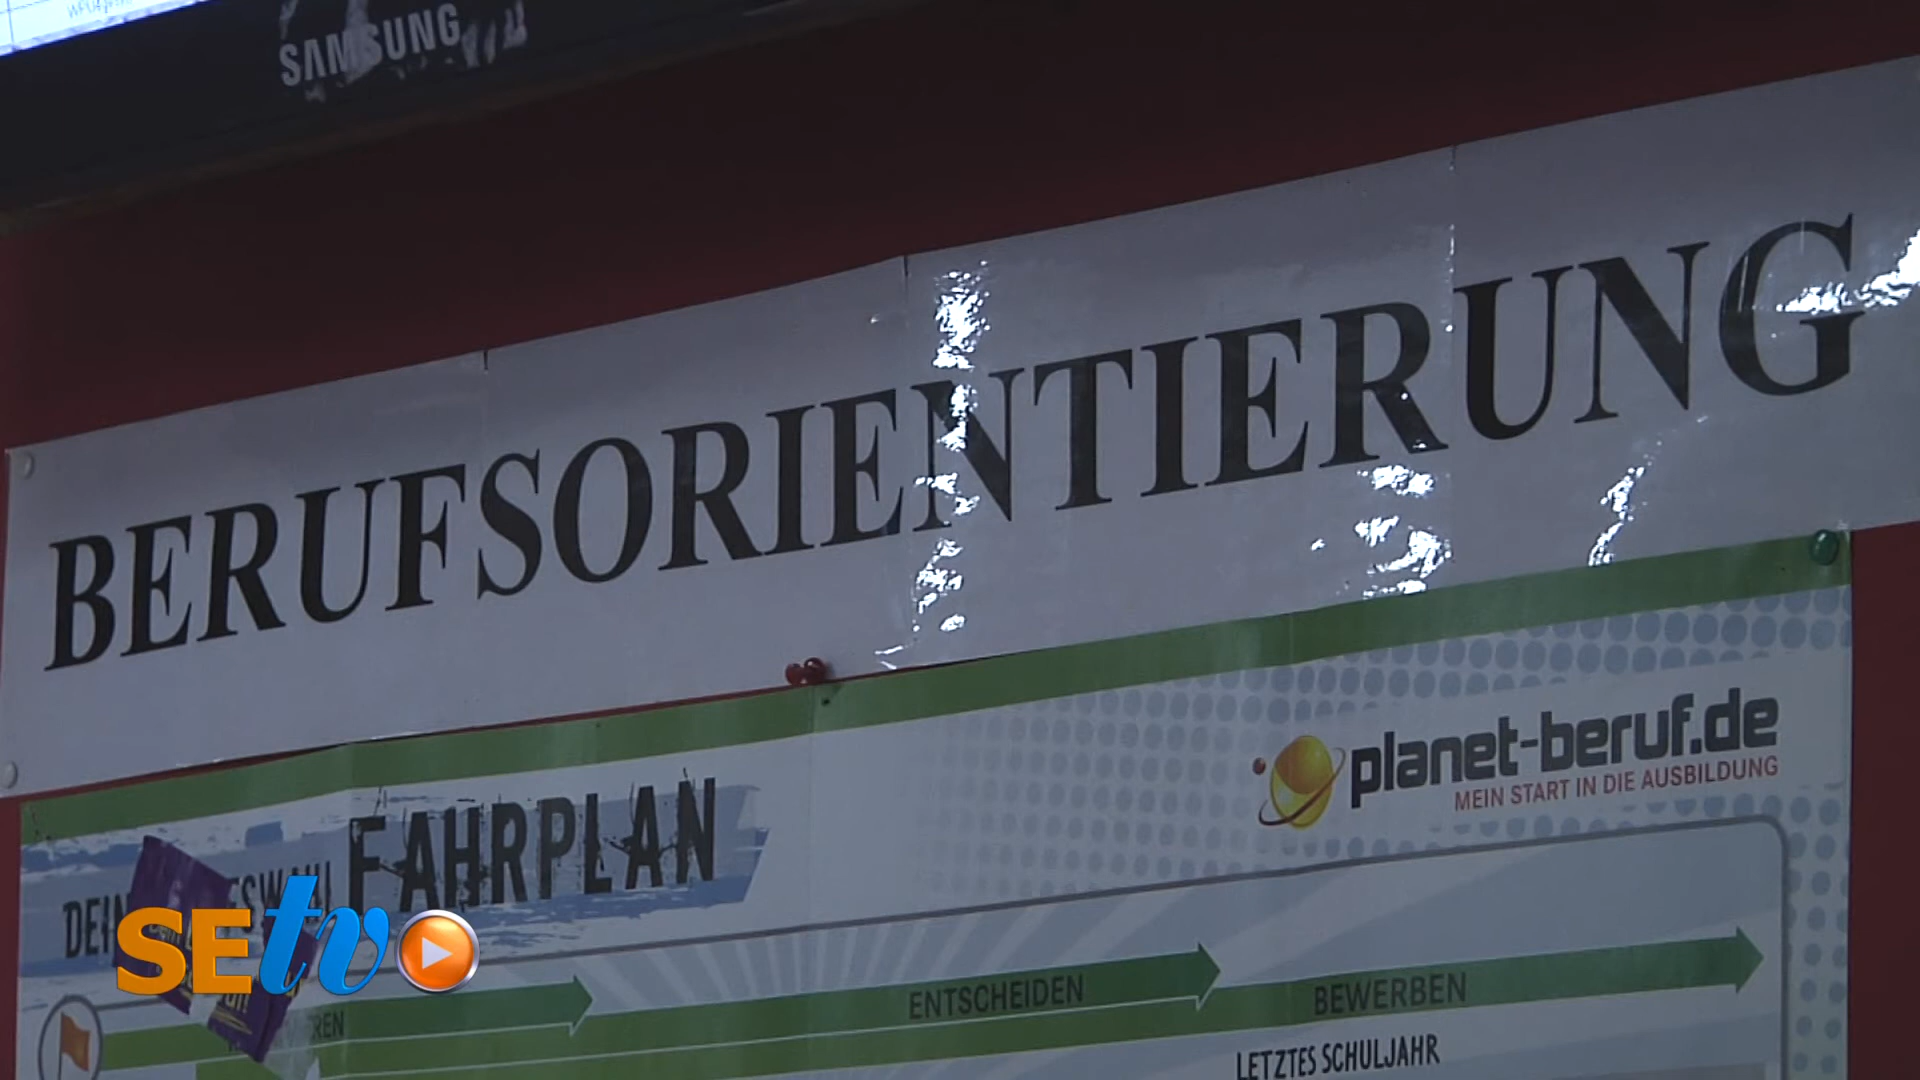 SAMSUNG
BERUFSORIENTIERUNG
planet-beruf.de
MEIN START IN DIE AUSBILDUNG
FAHRPLAN
SEtv
ENTSCHEIDEN
BEWERBEN
LETZTES SCHULJAHR